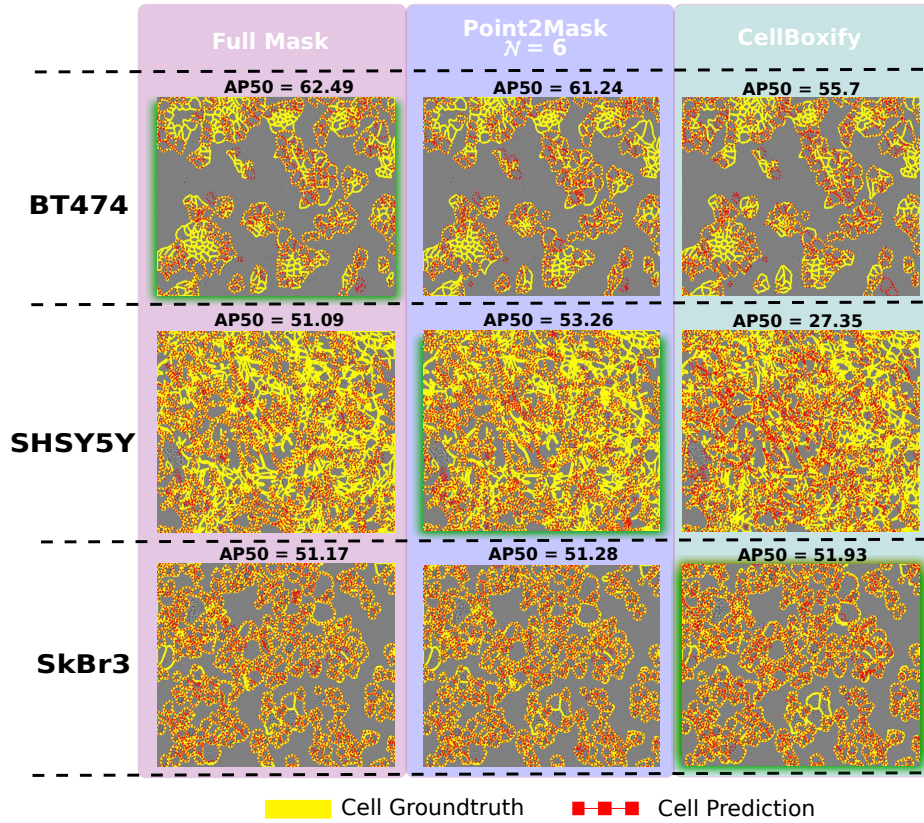 Full Mask
Point2Mask
𝒩 = 6
CellBoxify
AP50 = 62.49
AP50 = 61.24
AP50 = 55.7
BT474
AP50 = 51.09
AP50 = 53.26
AP50 = 27.35
SHSY5Y
AP50 = 51.17
AP50 = 51.28
AP50 = 51.93
SkBr3
Cell Groundtruth
Cell Prediction